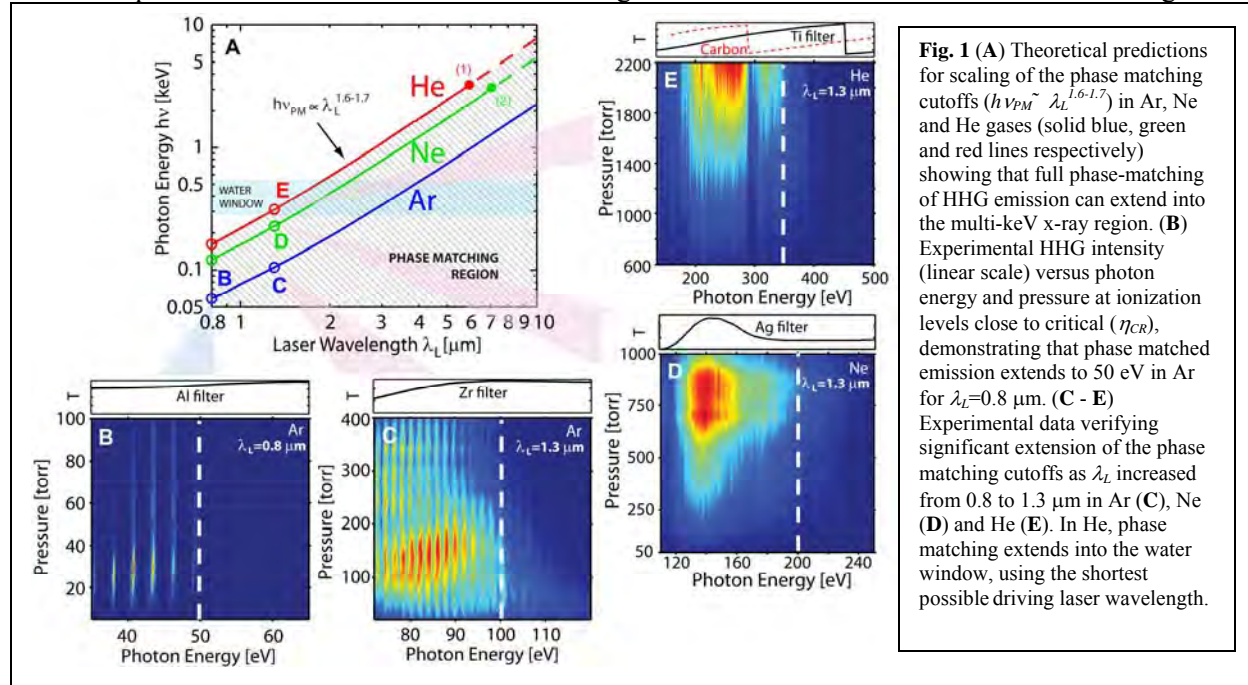 A
10
5
1
0.5
0.1
0.05
Photon Energy hν [keV]
0.8 1 2 3 4 5 6 7 8 9 10
Laser Wavelength λL [μm]
hνPM ∝ λL1.6-1.7
He
(1)
Ne
(2)
Ar
WATER
WINDOW
E
D
B
C
PHASE MATCHING
REGION
T
Carbon
Ti filter
E
He
λL=1.3 μm
2200
1800
1400
1000
600
Pressure [torr]
200 300 400 500
Photon Energy [eV]
T
Ag filter
D
Ne
λL=1.3 μm
1000
750
500
250
50
Pressure [torr]
120 160 200 240
Photon Energy [eV]
T
Al filter
B
Ar
λL=0.8 μm
100
80
60
40
20
Pressure [torr]
40 50 60
Photon Energy [eV]
T
Zr filter
C
Ar
λL=1.3 μm
400
300
200
100
Pressure [torr]
80 90 100 110
Photon Energy [eV]
Fig. 1 (A) Theoretical predictions
for scaling of the phase matching
cutoffs (hνPM ~ λL1.6-1.7) in Ar, Ne
and He gases (solid blue, green
and red lines respectively)
showing that full phase-matching
of HHG emission can extend into
the multi-keV x-ray region. (B)
Experimental HHG intensity
(linear scale) versus photon
energy and pressure at ionization
levels close to critical (ηCR),
demonstrating that phase matched
emission extends to 50 eV in Ar
for λL=0.8 μm. (C - E)
Experimental data verifying
significant extension of the phase
matching cutoffs as λL increased
from 0.8 to 1.3 μm in Ar (C), Ne
(D) and He (E). In He, phase
matching extends into the water
window, using the shortest
possible driving laser wavelength.